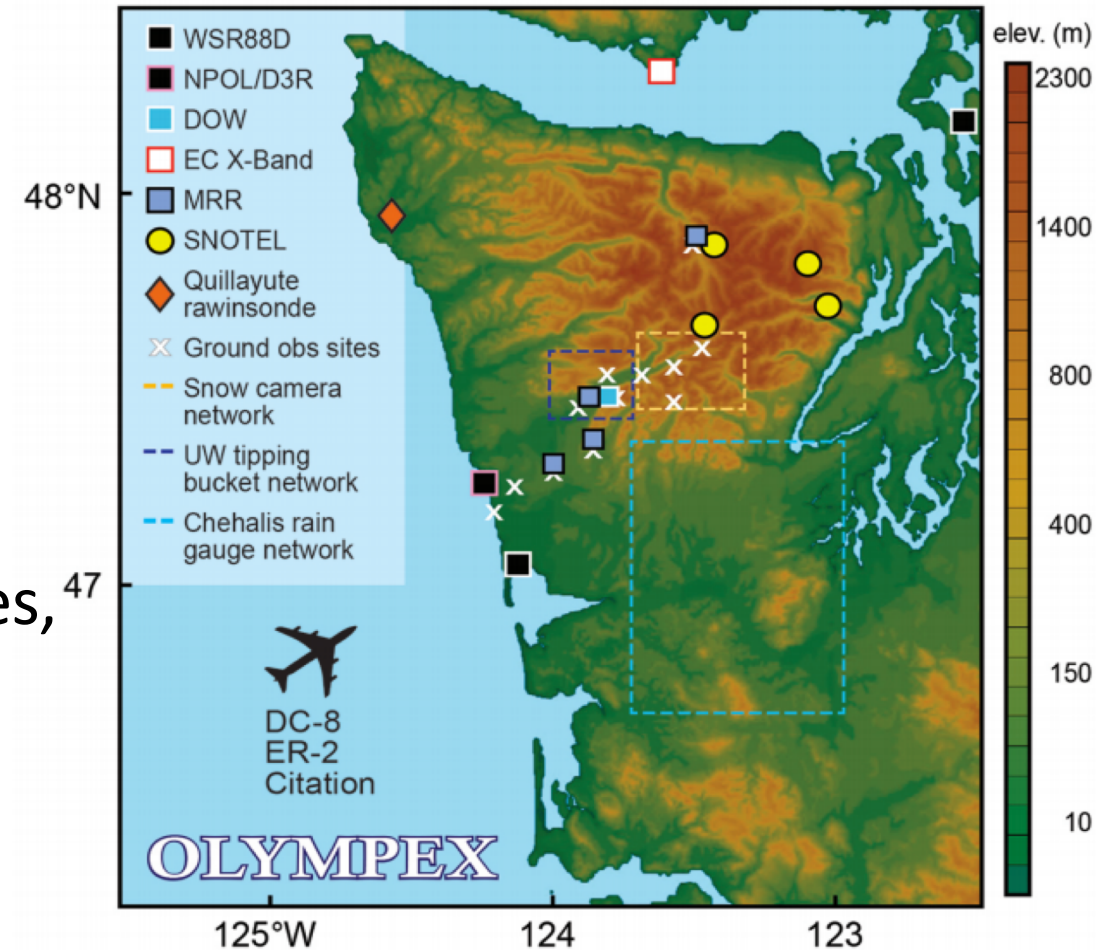 WSR88D
NPOL/D3R
DOW
EC X-Band
MRR
SNOTEL
Quillayute
rawinsonde
Ground obs sites
Snow camera
network
UW tipping
bucket network
Chehalis rain
gauge network
elev. (m)
2300
1400
800
400
150
10
48°N
47
es,
DC-8
ER-2
Citation
OLYMPEX
125°W
124
123